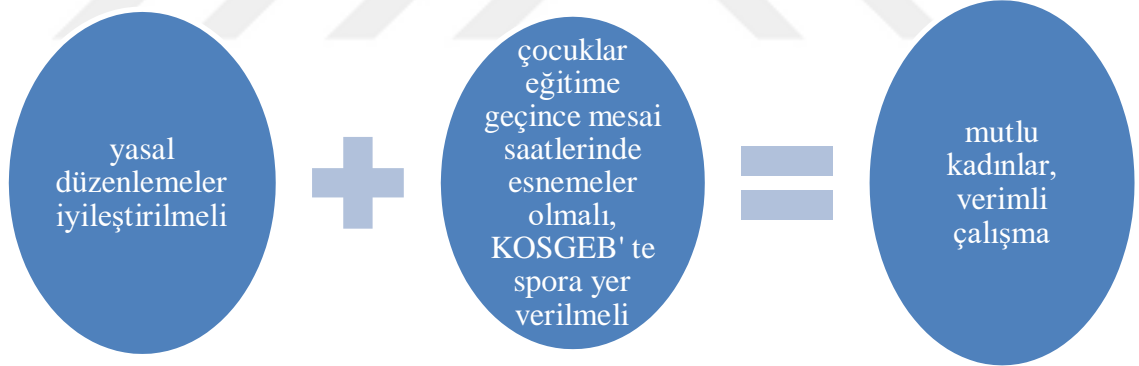 yasal
düzenlemeler
iyileştirilmeli
çocuklar
eğitime
geçince mesai
saatlerinde
esnemeler
olmalı,
KOSGEB' te
spora yer
verilmeli
mutlu
kadınlar,
verimli
çalışma